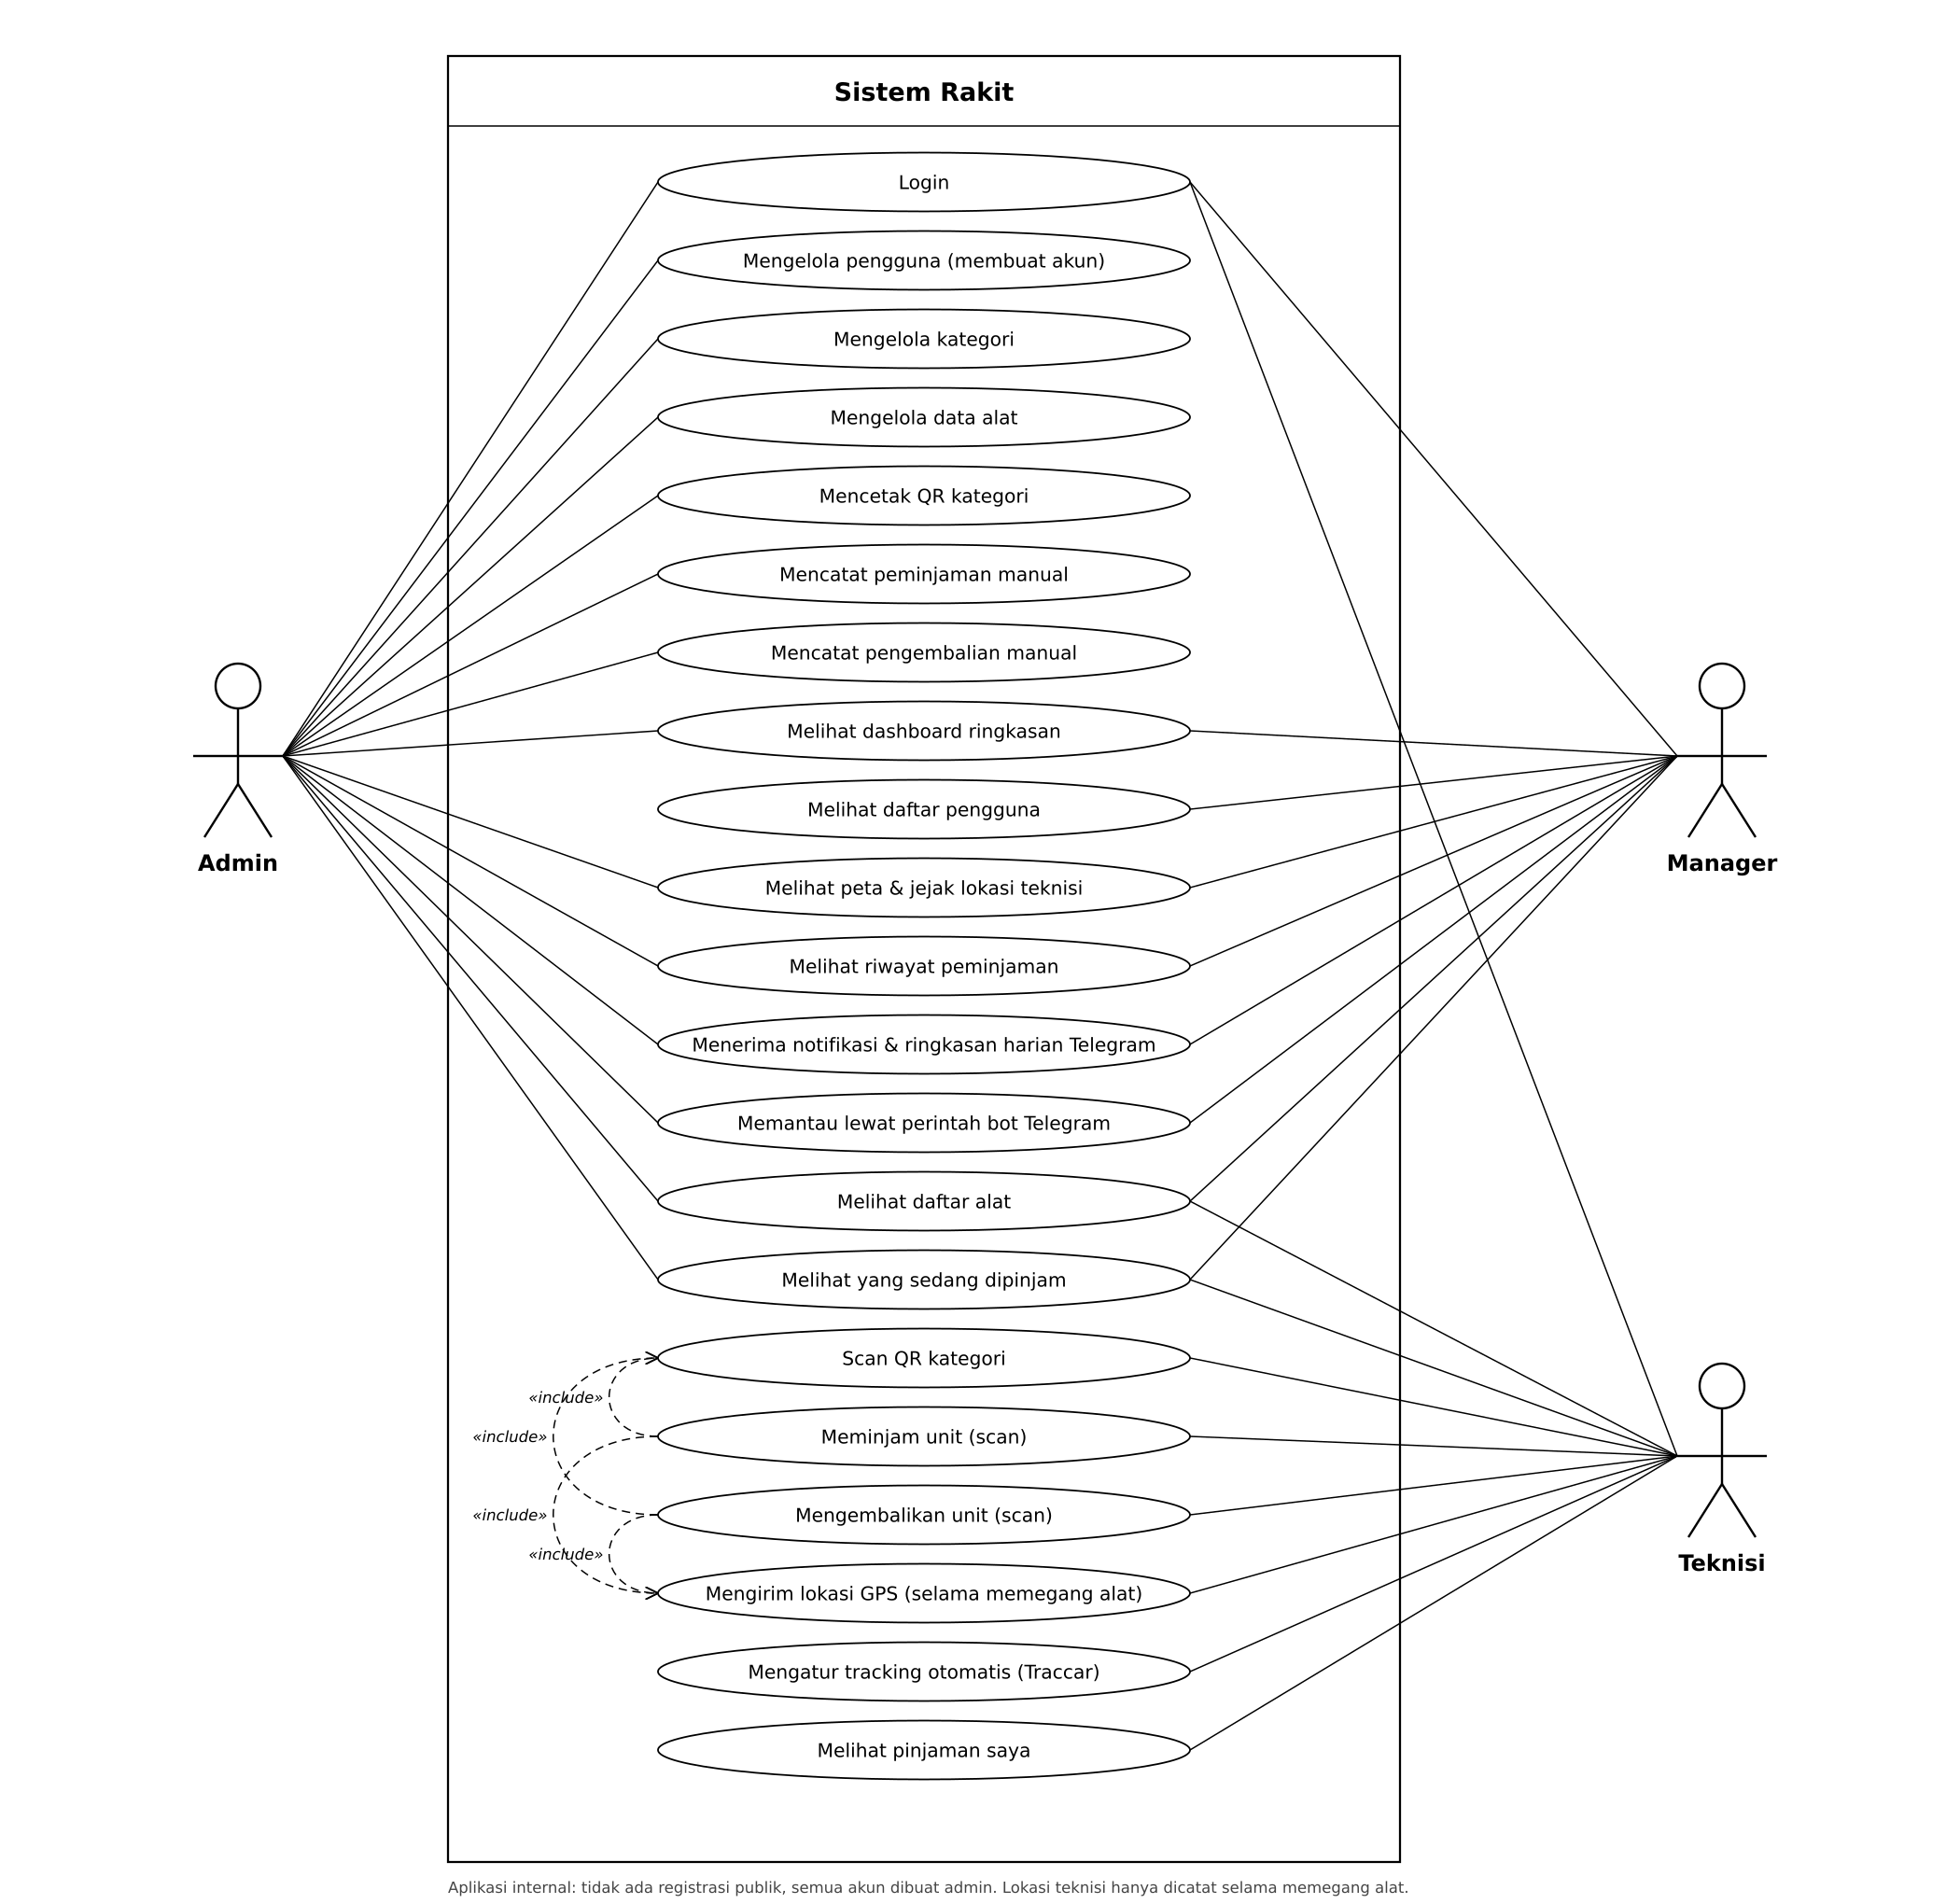 Sistem Rakit
Login
Mengelola pengguna (membuat akun)
Mengelola kategori
Mengelola data alat
Mencetak QR kategori
Mencatat peminjaman manual
Mencatat pengembalian manual
Melihat dashboard ringkasan
Melihat daftar pengguna
Admin
Manager
Melihat peta & jejak lokasi teknisi
Melihat riwayat peminjaman
Menerima notifikasi & ringkasan harian Telegram
Memantau lewat perintah bot Telegram
Melihat daftar alat
Melihat yang sedang dipinjam
Scan QR kategori
«include»
«include»
Meminjam unit (scan)
«include»
Mengembalikan unit (scan)
«include»
Teknisi
Mengirim lokasi GPS (selama memegang alat)
Mengatur tracking otomatis (Traccar)
Melihat pinjaman saya
Aplikasi internal: tidak ada registrasi publik, semua akun dibuat admin. Lokasi teknisi hanya dicatat selama memegang alat.